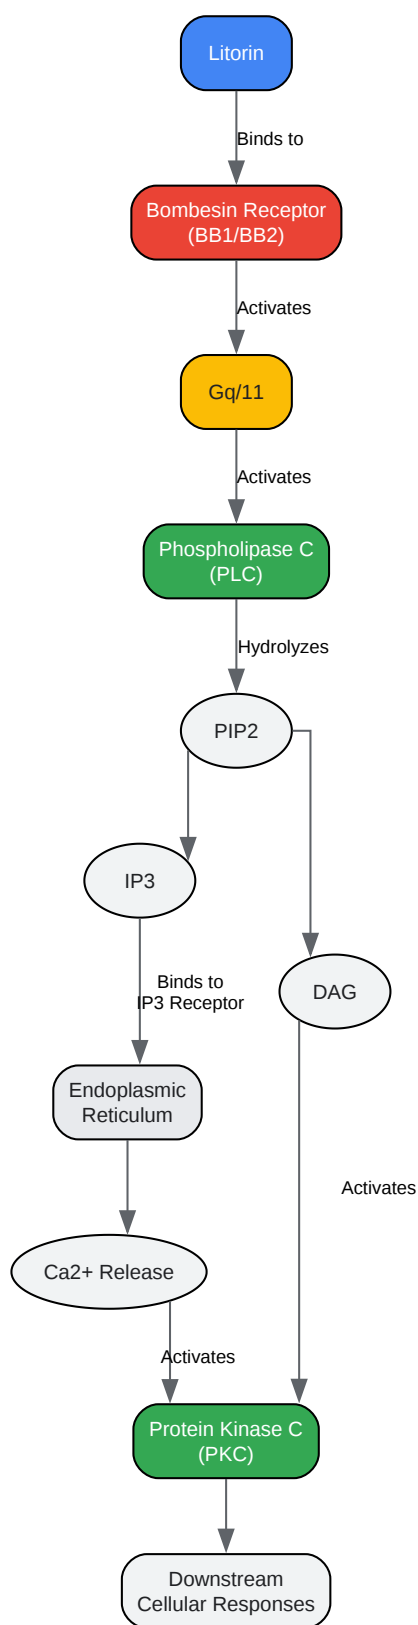 Litorin
Binds to
Bombesin Receptor
(BB1/BB2)
Activates
Gq/11
Activates
Phospholipase C
(PLC)
Hydrolyzes
PIP2
IP3
Binds to
IP3 Receptor
DAG
Endoplasmic
Reticulum
Activates
Ca2+ Release
Activates
Protein Kinase C
(PKC)
Downstream
Cellular Responses